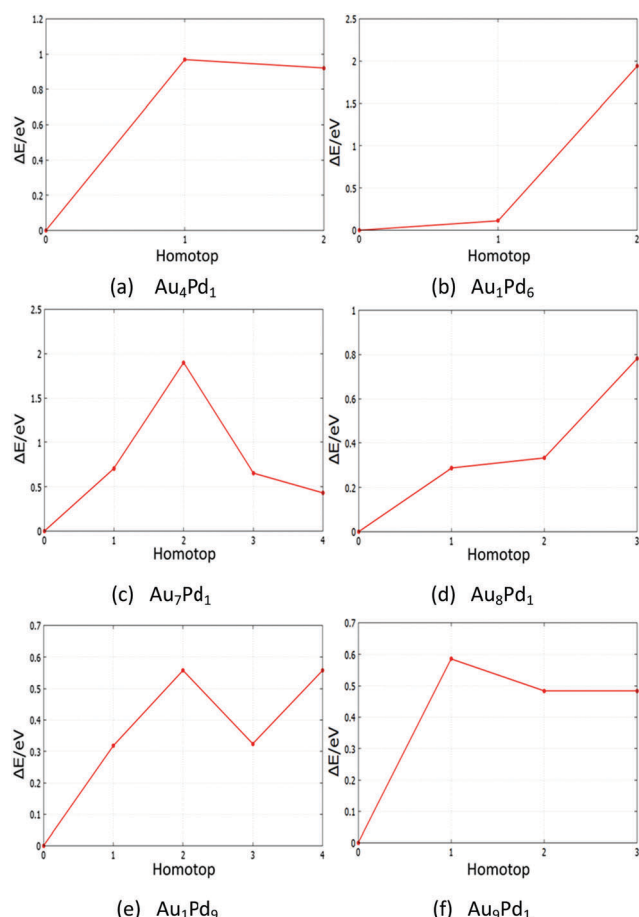 1.2
1
0.8
0.6
0.4
0.2
0
ΔE/eV
0 1 2
Homotop
(a) Au₄Pd₁
2.5
2
1.5
1
0.5
0
ΔE/eV
0 1 2
Homotop
(b) Au₁Pd₆
2.5
2
1.5
1
0.5
0
ΔE/eV
0 1 2 3 4
Homotop
(c) Au₇Pd₁
1
0.8
0.6
0.4
0.2
0
ΔE/eV
0 1 2 3
Homotop
(d) Au₈Pd₁
0.7
0.6
0.5
0.4
0.3
0.2
0.1
0
ΔE/eV
0 1 2 3 4
Homotop
(e) Au₁Pd₉
0.7
0.6
0.5
0.4
0.3
0.2
0.1
0
ΔE/eV
0 1 2 3
Homotop
(f) Au₉Pd₁